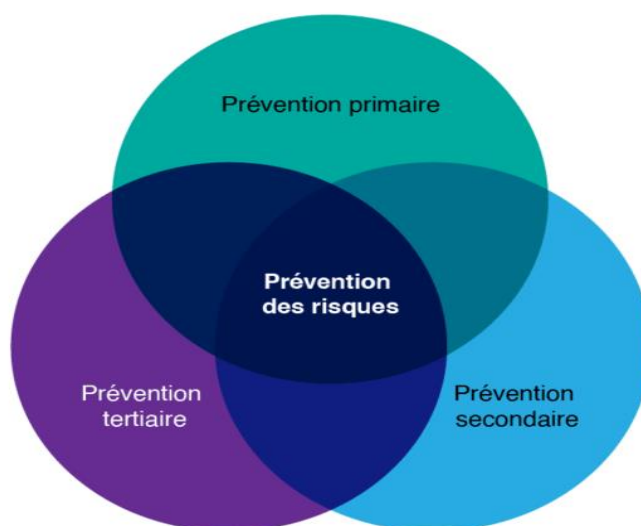 Prévention primaire
Prévention
des risques
Prévention
tertiaire
Prévention
secondaire